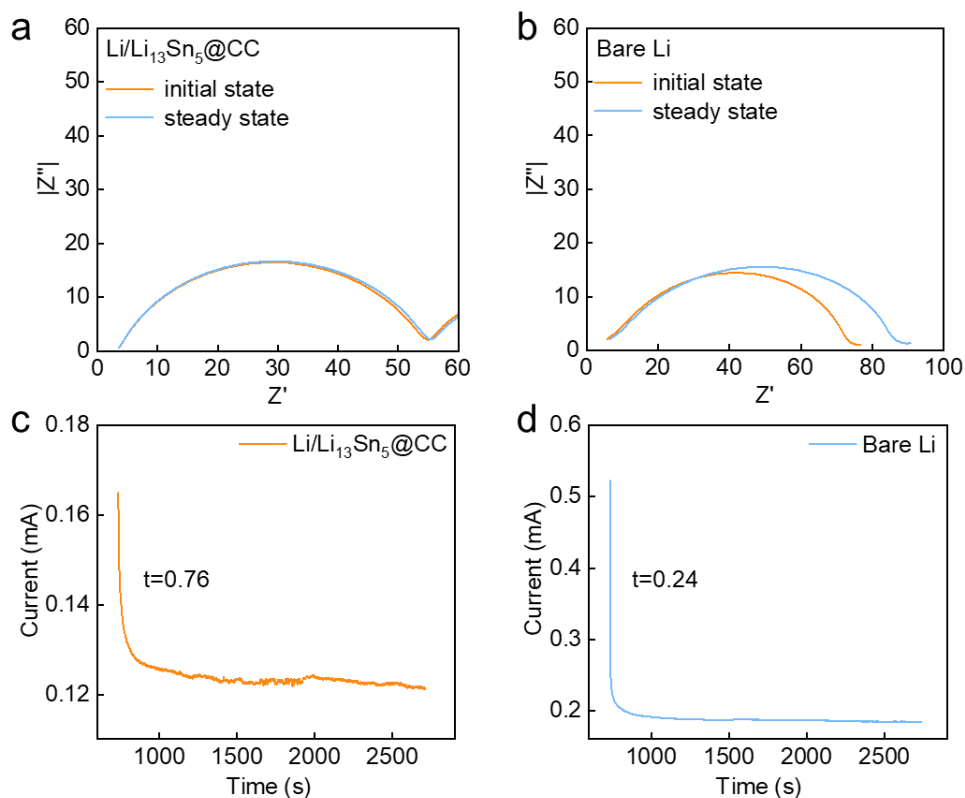 a
Li/Li₁₃Sn₅@CC
initial state
steady state
|Z"|
60
50
40
30
20
10
0
0 10 20 30 40 50 60
Z'
b
Bare Li
initial state
steady state
|Z"|
60
50
40
30
20
10
0
0 20 40 60 80 100
Z'
c
Li/Li₁₃Sn₅@CC
t=0.76
Current (mA)
0.18
0.16
0.14
0.12
1000 1500 2000 2500
Time (s)
d
Bare Li
t=0.24
Current (mA)
0.6
0.5
0.4
0.3
0.2
1000 1500 2000 2500
Time (s)